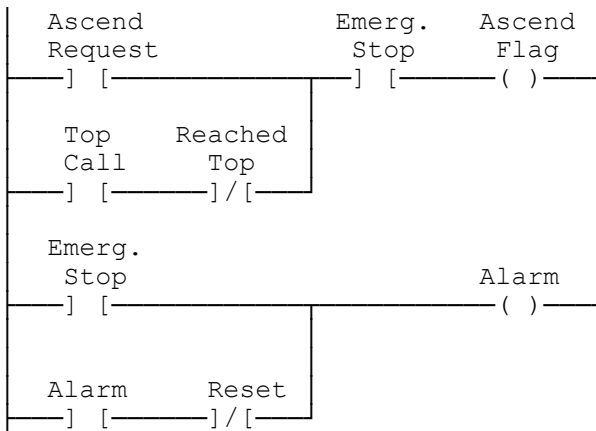 Ascend Emerg. Ascend
Request Stop Flag
] [ ] [ ( )
Top Reached
Call Top
] [ ]/[
Emerg.
Stop Alarm
] [ ( )
Alarm Reset
] [ ]/[